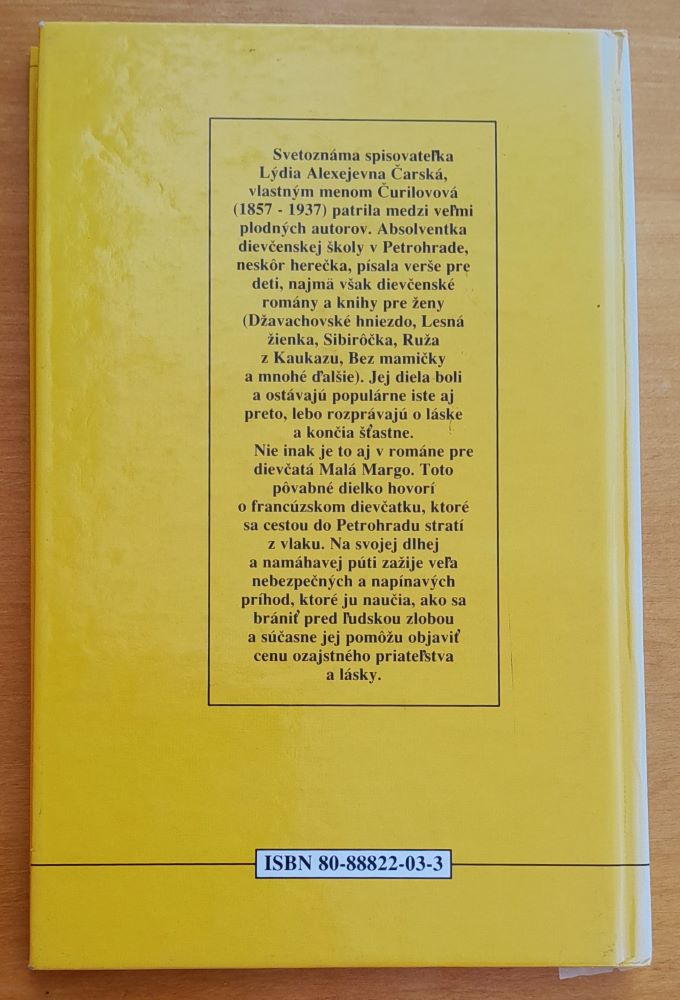 Svetoznáma spisovateľka
Lýdia Alexejevna Čarská,
vlastným menom Čurilovová
(1857 - 1937) patrila medzi veľmi
plodných autorov. Absolventka
dievčenskej školy v Petrohrade,
neskôr herečka, písala verše pre
deti, najmä však dievčenské
romány a knihy pre ženy
(Džavachovské hniezdo, Lesná
žienka, Sibirôčka, Ruža
z Kaukazu, Bez mamičky
a mnohé ďalšie). Jej diela boli
a ostávajú populárne iste aj
preto, lebo rozprávajú o láske
a končia šťastne.
Nie inak je to aj v románe pre
dievčatá Malá Margo. Toto
pôvabné dielko hovorí
o francúzskom dievčatku, ktoré
sa cestou do Petrohradu stratí
z vlaku. Na svojej dlhej
a namáhavej púti zažije veľa
nebezpečných a napínavých
príhod, ktoré ju naučia, ako sa
brániť pred ľudskou zlobou
a súčasne jej pomôžu objaviť
cenu ozajstného priateľstva
a lásky.
ISBN 80-88822-03-3